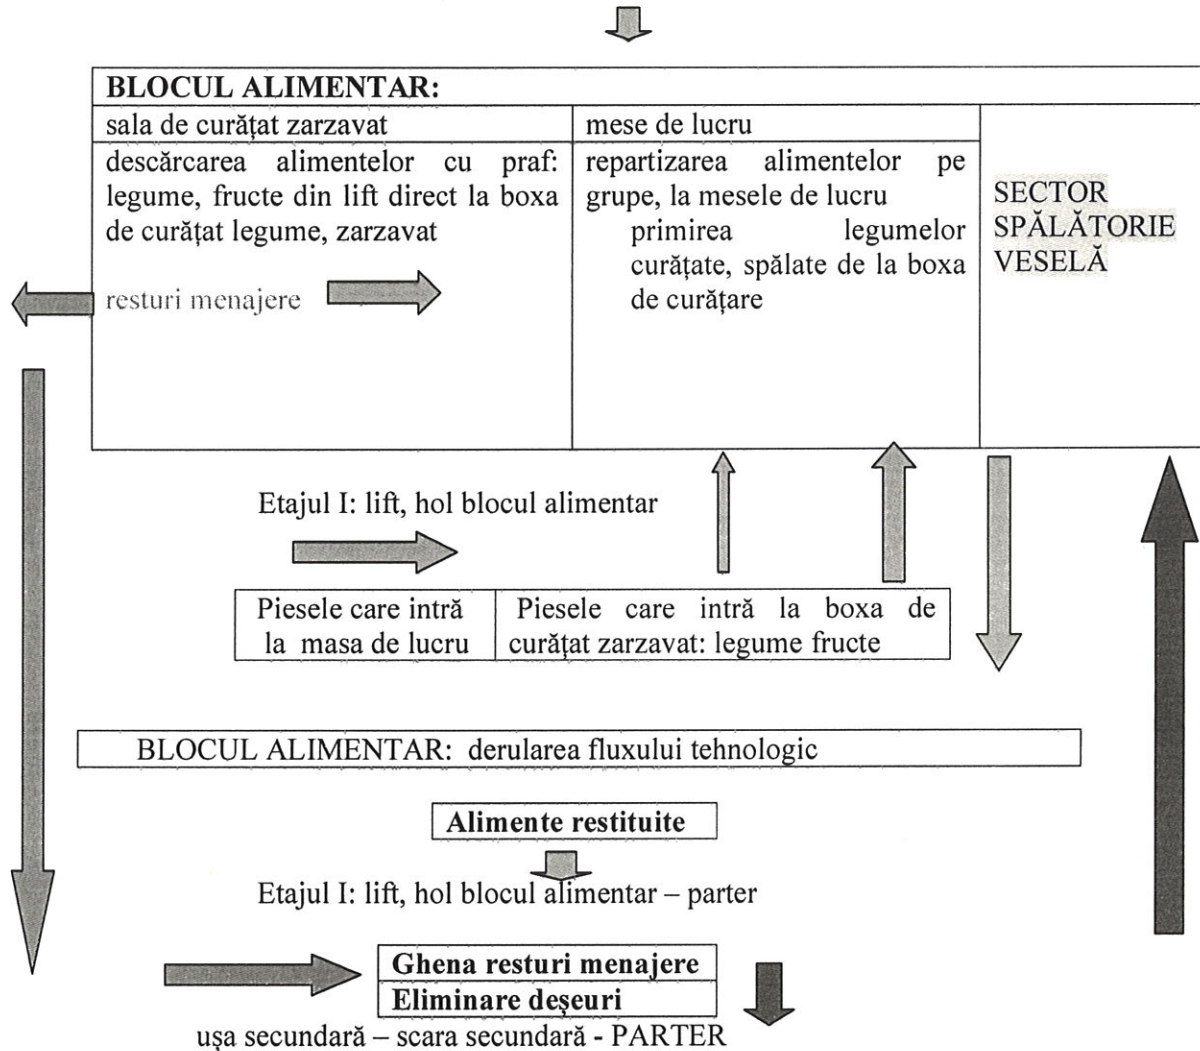 BLOCUL ALIMENTAR:
sala de curățat zarzavat
descărcarea alimentelor cu praf:
legume, fructe din lift direct la boxa
de curățat legume, zarzavat
resturi menajere
mese de lucru
repartizarea alimentelor pe
grupe, la mesele de lucru
primirea legumelor
curățate, spălate de la boxa
de curățare
SECTOR
SPĂLĂTORIE
VESELĂ
Etajul I: lift, hol blocul alimentar
Piesele care intră
la masa de lucru
Piesele care intră la boxa de
curățat zarzavat: legume fructe
BLOCUL ALIMENTAR: derularea fluxului tehnologic
Alimente restituite
Etajul I: lift, hol blocul alimentar – parter
Ghena resturi menajere
Eliminare deșeuri
ușa secundară – scara secundară - PARTER